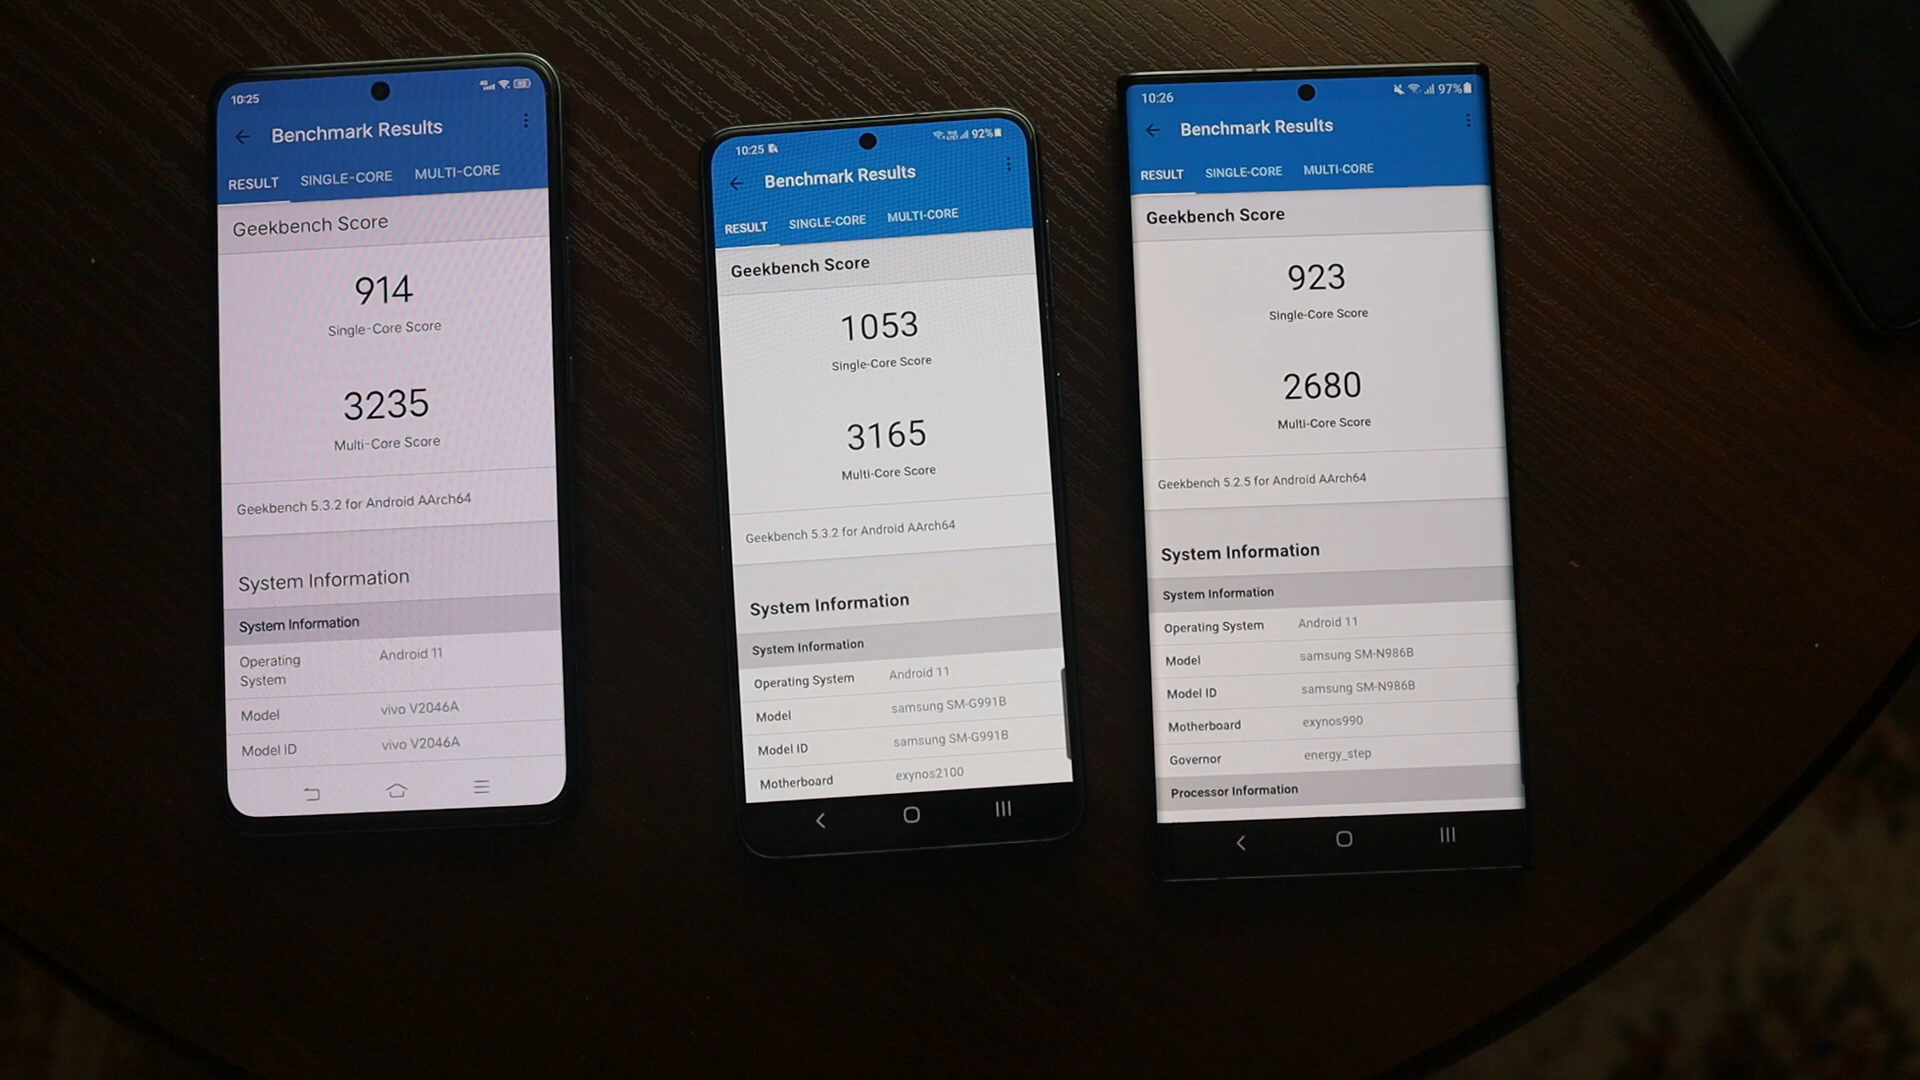 10:25
Benchmark Results
RESULT SINGLE-CORE MULTI-CORE
Geekbench Score
914
Single-Core Score
3235
Multi-Core Score
Geekbench 5.3.2 for Android AArch64
System Information
System Information
Operating System Android 11
Model vivo V2046A
Model ID vivo V2046A
10:25 92%
Benchmark Results
RESULT SINGLE-CORE MULTI-CORE
Geekbench Score
1053
Single-Core Score
3165
Multi-Core Score
Geekbench 5.3.2 for Android AArch64
System Information
System Information
Operating System Android 11
Model samsung SM-G991B
Model ID samsung SM-G991B
Motherboard exynos2100
10:26 97%
Benchmark Results
RESULT SINGLE-CORE MULTI-CORE
Geekbench Score
923
Single-Core Score
2680
Multi-Core Score
Geekbench 5.2.5 for Android AArch64
System Information
System Information
Operating System Android 11
Model samsung SM-N986B
Model ID samsung SM-N986B
Motherboard exynos990
Governor energy_step
Processor Information